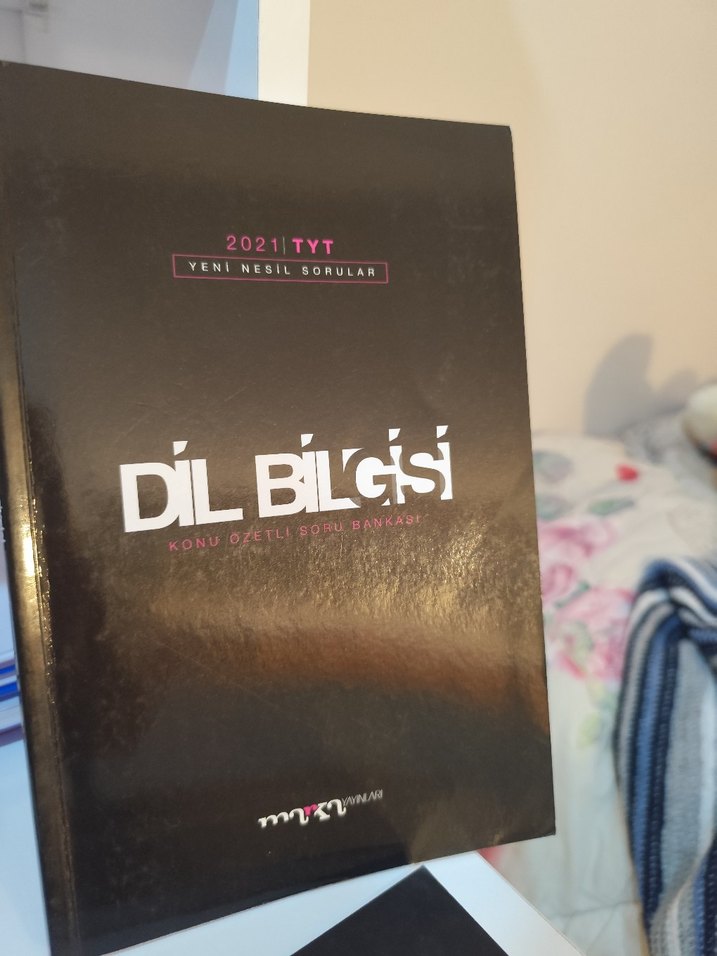 2021|TYT
YENİ NESİL SORULAR
DİL BİLGİSİ
KONU ÖZETLİ SORU BANKASI
marka YAYINLARI